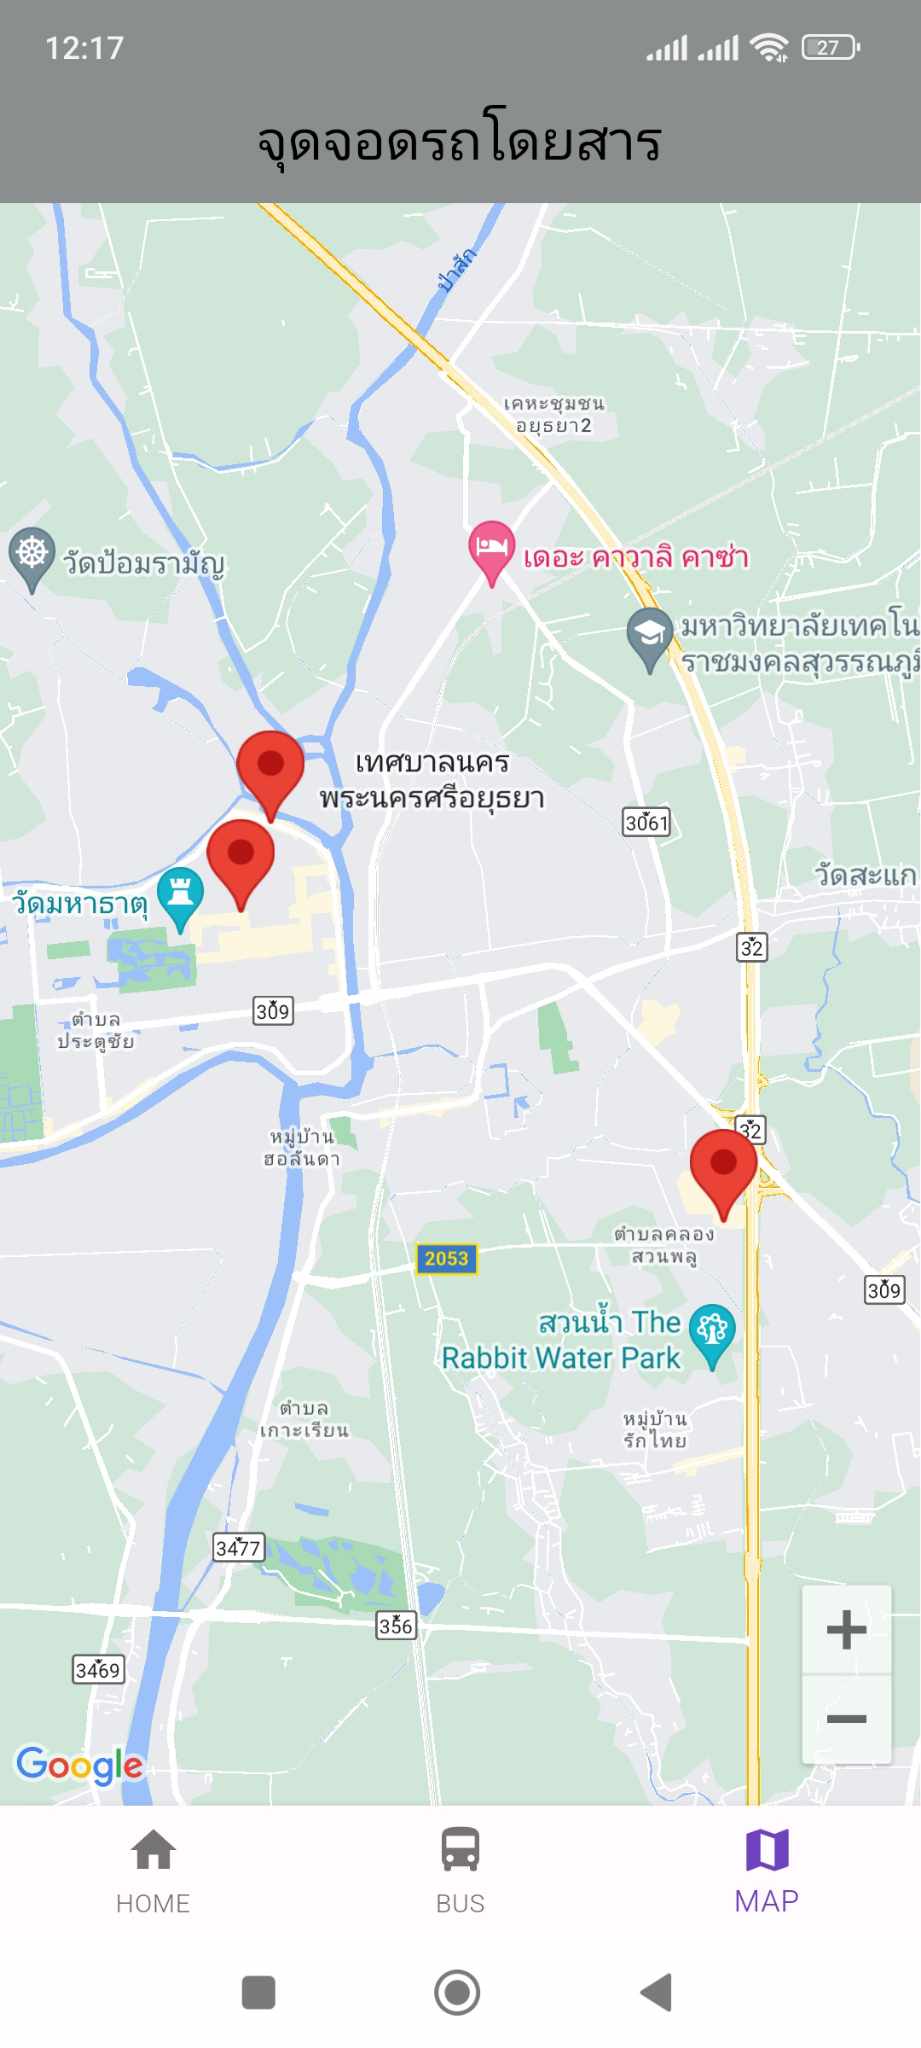 12:17
27
จุดจอดรถโดยสาร
ป่าสัก
เคหะชุมชน
อยุธยา2
วัดป้อมรามัญ
เดอะ คาวาลิ คาซ่า
มหาวิทยาลัยเทคโน
ราชมงคลสุวรรณภูมิ
เทศบาลนคร
พระนครศรีอยุธยา
3061
วัดสะแก
วัดมหาธาตุ
32
309
ตำบล
ประตูชัย
32
หมู่บ้าน
ฮอลันดา
ตำบลคลอง
สวนพลู
2053
309
สวนน้ำ The
Rabbit Water Park
ตำบล
เกาะเรียน
หมู่บ้าน
รักไทย
3477
356
3469
+
−
Google
HOME
BUS
MAP